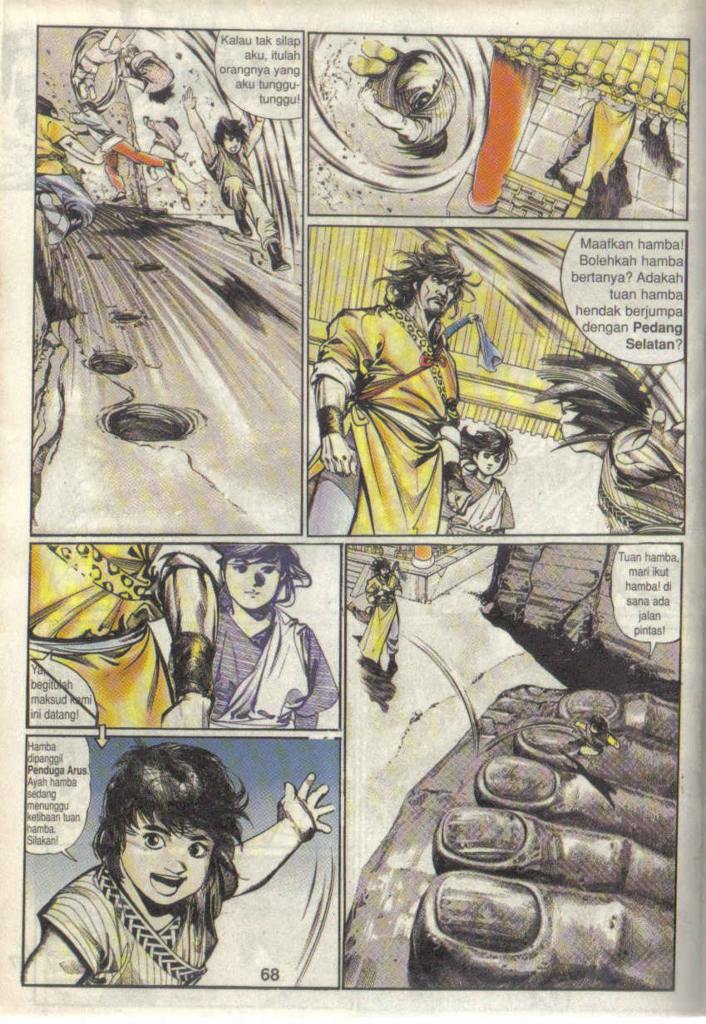 Kalau tak silap
aku, itulah
orangnya yang
aku tunggu-
tunggu!
Maafkan hamba!
Bolehkah hamba
bertanya? Adakah
tuan hamba
hendak berjumpa
dengan Pedang
Selatan?
Ya,
begitulah
maksud kami
ini datang!
Hamba
dipanggil
Penduga Arus.
Ayah hamba
sedang
menunggu
ketibaan tuan
hamba.
Silakan!
Tuan hamba,
mari ikut
hamba! di
sana ada
jalan
pintas!
68